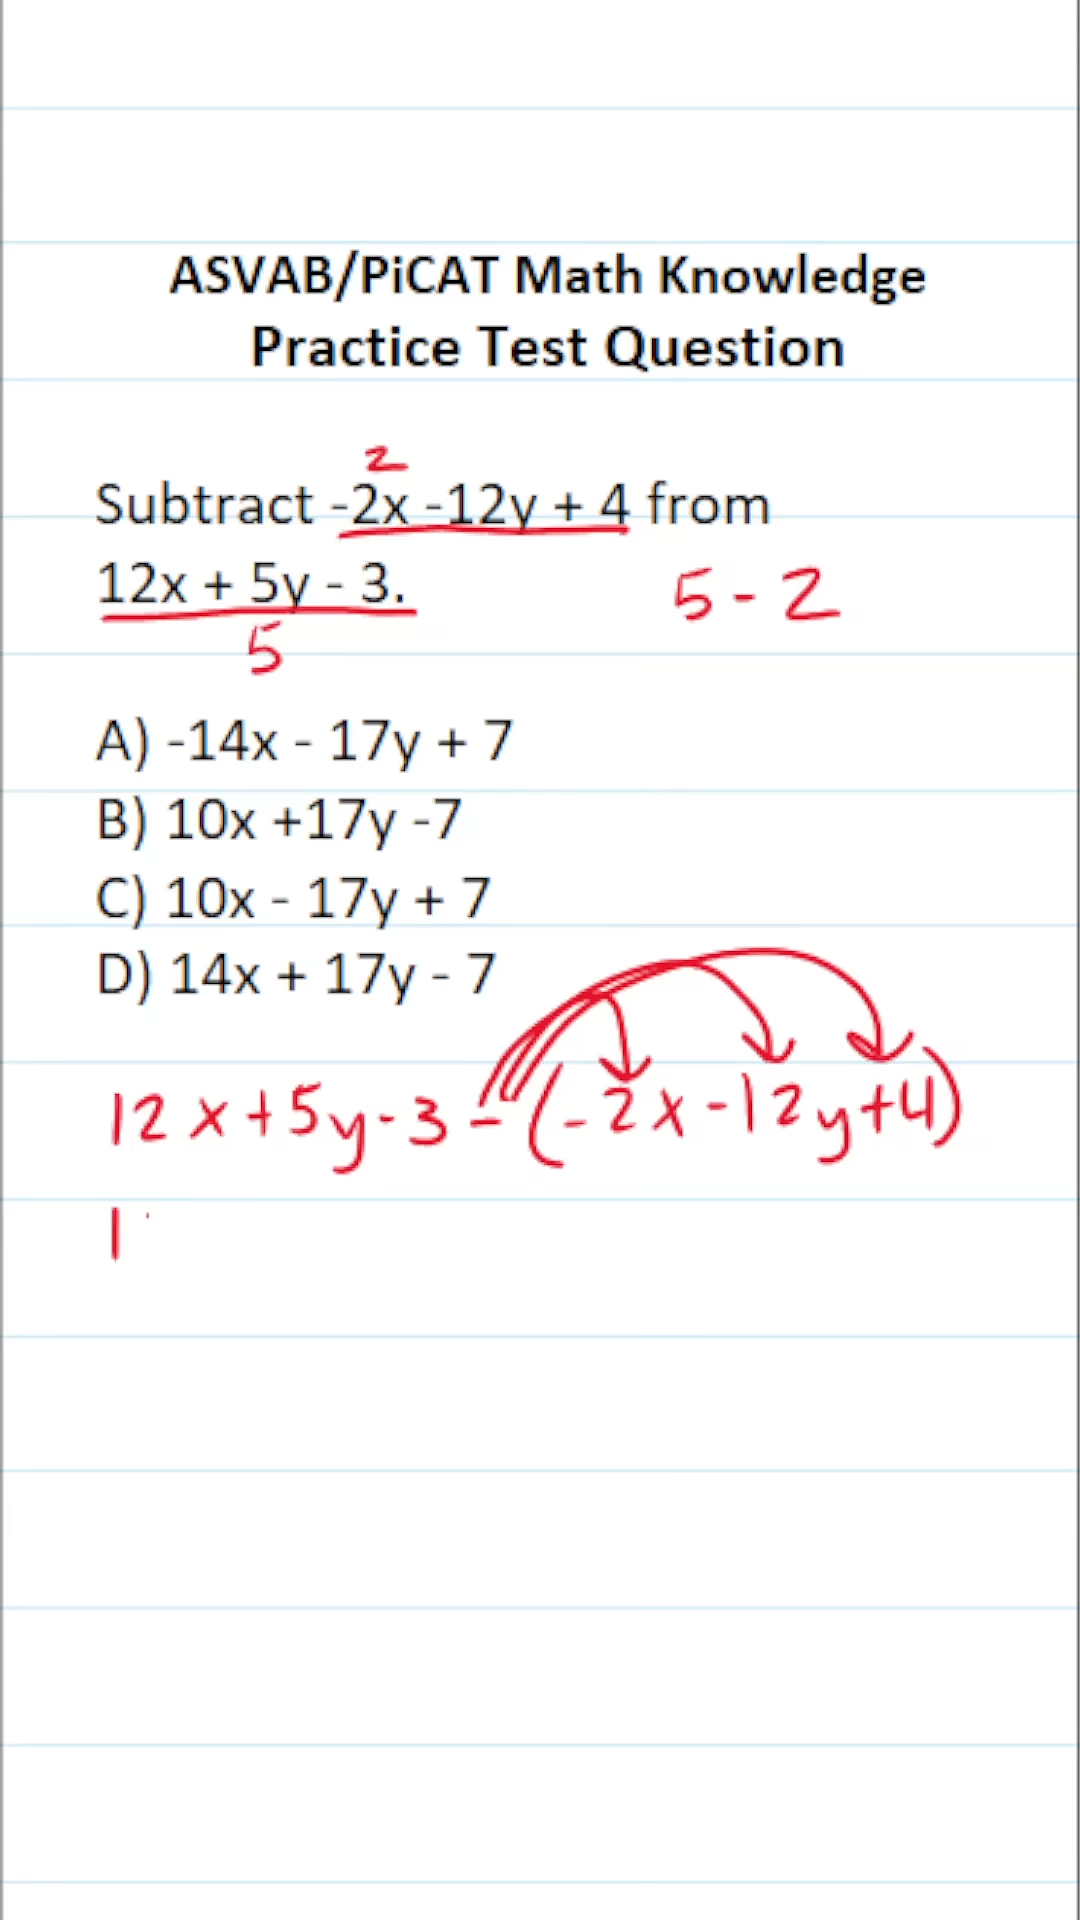 ASVAB/PiCAT Math Knowledge
Practice Test Question
2
Subtract -2x -12y + 4 from
12x + 5y - 3.
5 - 2
5
A) -14x - 17y + 7
B) 10x +17y -7
C) 10x - 17y + 7
D) 14x + 17y - 7
12x+5y-3-(-2x-12y+4)
1